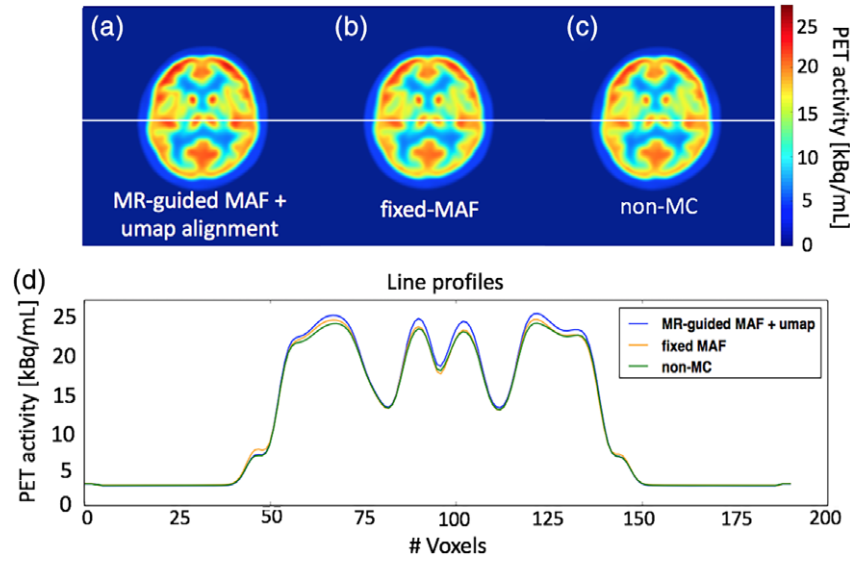 (a)
(b)
(c)
MR-guided MAF +
umap alignment
fixed-MAF
non-MC
25
20
15
10
5
0
PET activity [kBq/mL]
(d)
Line profiles
PET activity [kBq/mL]
25
20
15
10
5
0
MR-guided MAF + umap
fixed MAF
non-MC
0
25
50
75
100
125
150
175
200
# Voxels